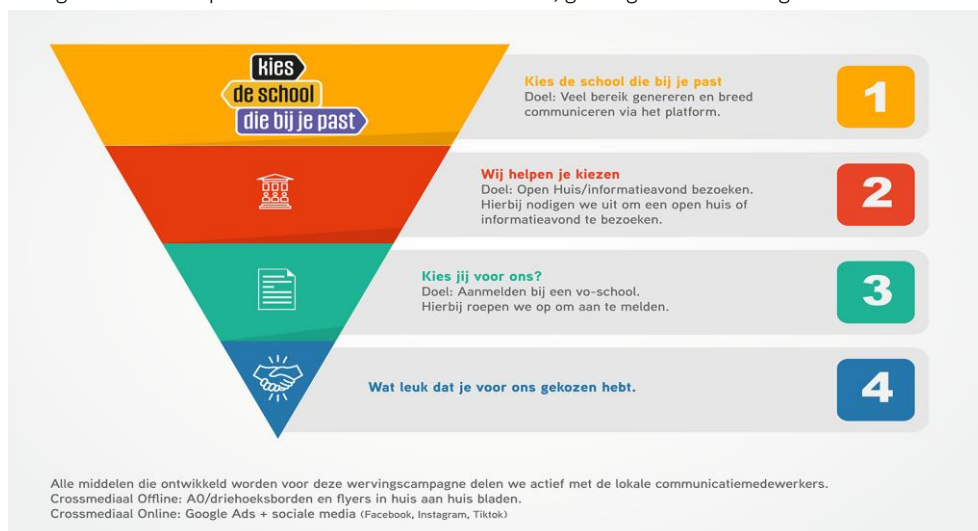 kies
de school
die bij je past
Kies de school die bij je past
Doel: Veel bereik genereren en breed
communiceren via het platform.
1
Wij helpen je kiezen
Doel: Open Huis/informatieavond bezoeken.
Hierbij nodigen we uit om een open huis of
informatieavond te bezoeken.
2
Kies jij voor ons?
Doel: Aanmelden bij een vo-school.
Hierbij roepen we op om aan te melden.
3
Wat leuk dat je voor ons gekozen hebt.
4
Alle middelen die ontwikkeld worden voor deze wervingscampagne delen we actief met de lokale communicatiemedewerkers.
Crossmediaal Offline: A0/driehoeksborden en flyers in huis aan huis bladen.
Crossmediaal Online: Google Ads + sociale media (Facebook, Instagram, Tiktok)